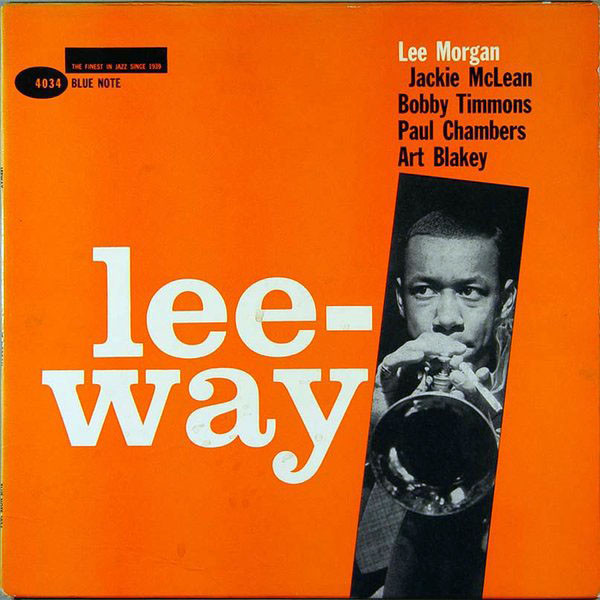 THE FINEST IN JAZZ SINCE 1939
4034 BLUE NOTE
Lee Morgan
Jackie McLean
Bobby Timmons
Paul Chambers
Art Blakey
lee-
way